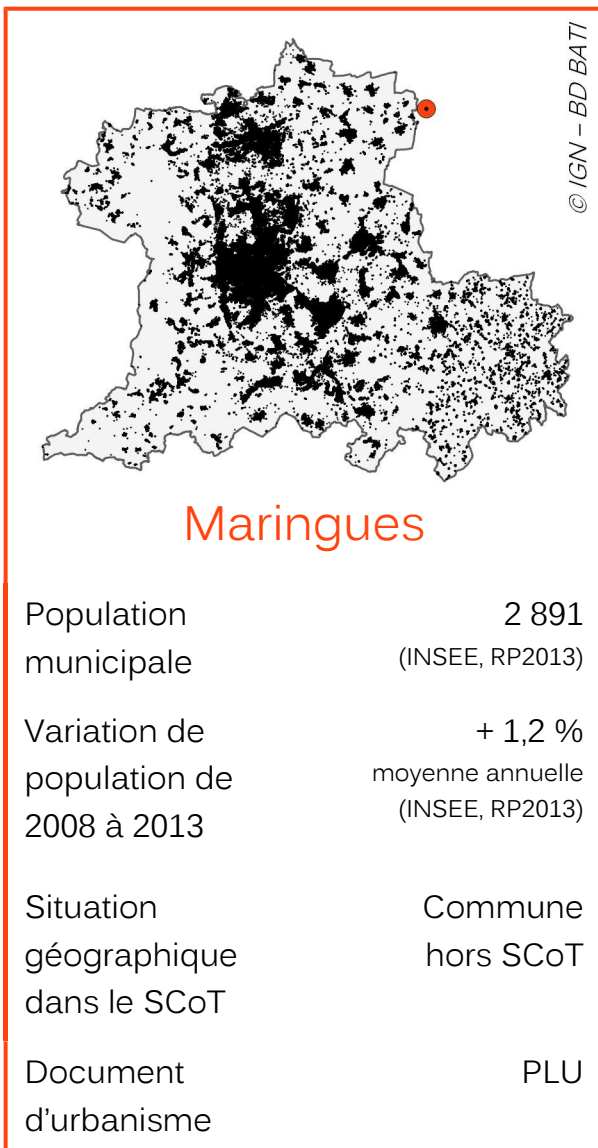 © IGN – BD BATI
Maringues
Population
municipale
2 891
(INSEE, RP2013)
Variation de
population de
2008 à 2013
+ 1,2 %
moyenne annuelle
(INSEE, RP2013)
Situation
géographique
dans le SCoT
Commune
hors SCoT
Document
d'urbanisme
PLU